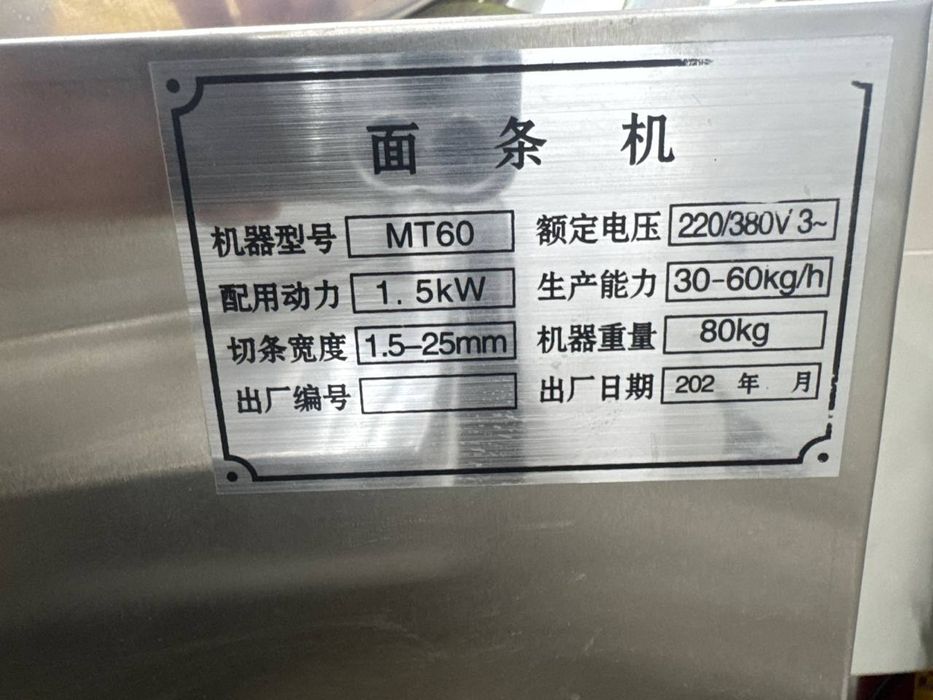 面条机
机器型号 MT60 额定电压 220/380V 3~
配用动力 1.5kW 生产能力 30-60kg/h
切条宽度 1.5-25mm 机器重量 80kg
出厂编号 出厂日期 202 年 月